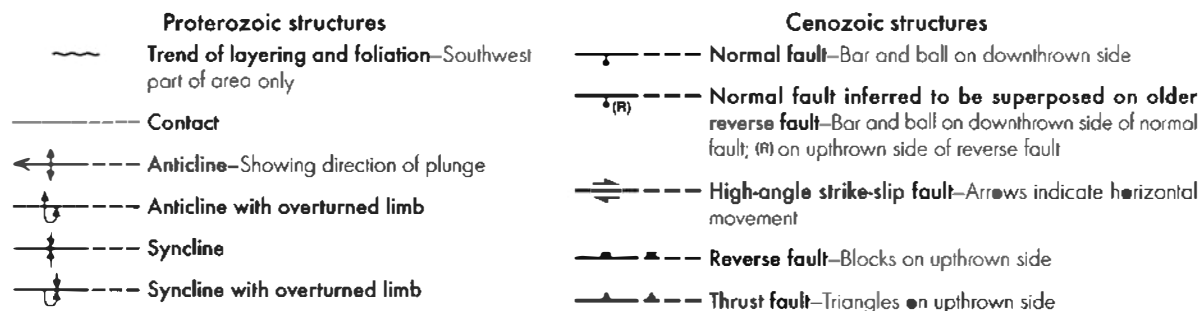 Proterozoic structures
Trend of layering and foliation–Southwest
part of area only
Contact
Anticline–Showing direction of plunge
Anticline with overturned limb
Syncline
Syncline with overturned limb
Cenozoic structures
Normal fault–Bar and ball on downthrown side
(R)
Normal fault inferred to be superposed on older
reverse fault–Bar and ball on downthrown side of normal
fault; (R) on upthrown side of reverse fault
High-angle strike-slip fault–Arrows indicate horizontal
movement
Reverse fault–Blocks on upthrown side
Thrust fault–Triangles on upthrown side